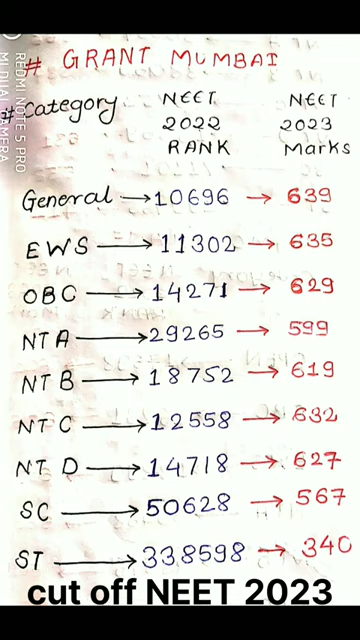 # GRANT MUMBAI
#Category NEET 2022 RANK NEET 2023 Marks
General → 10696 → 639
EWS → 11302 → 635
OBC → 14271 → 629
NT A → 29265 → 599
NT B → 18752 → 619
NT C → 12558 → 632
NT D → 14718 → 627
SC → 50628 → 567
ST → 338598 → 340
cut off NEET 2023
REDMI NOTE 5 PRO
MI DUAL CAMERA